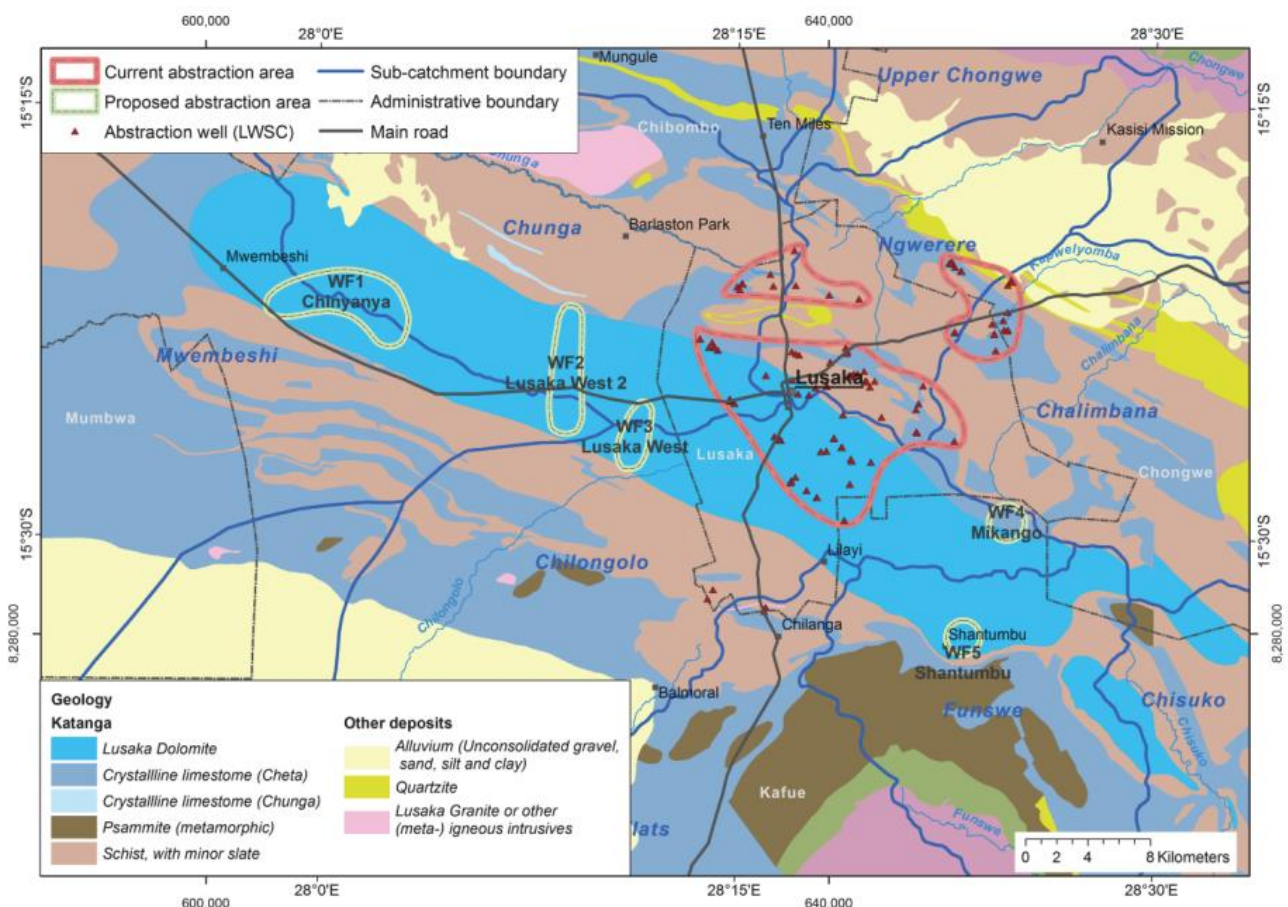 600,000
28°0'E
28°15'E
640,000
28°30'E
15°15'S
15°15'S
Current abstraction area
Sub-catchment boundary
Proposed abstraction area
Administrative boundary
Abstraction well (LWSC)
Main road
Mungule
Upper Chongwe
Chongwe
Chibombo
Ten Miles
Kasisi Mission
Chunga
Chunga
Barlaston Park
Ngwerere
Kapwelyomba
Mwembeshi
WF1
Chinyanya
Chalimbana
Mwembeshi
WF2
Lusaka West 2
Lusaka
Mumbwa
WF3
Lusaka West
Lusaka
Chalimbana
Chongwe
WF4
Mikango
15°30'S
15°30'S
Chilongolo
Lilayi
Chilongolo
8,280,000
8,280,000
Chilanga
Shantumbu
WF5
Shantumbu
Balmoral
Funswe
Chisuko
Chisuko
Kafue
Funswe
lats
Geology
Katanga
Lusaka Dolomite
Crystallline limestome (Cheta)
Crystallline limestome (Chunga)
Psammite (metamorphic)
Schist, with minor slate
Other deposits
Alluvium (Unconsolidated gravel,
sand, silt and clay)
Quartzite
Lusaka Granite or other
(meta-) igneous intrusives
0 2 4 8 Kilometers
600,000
28°0'E
28°15'E
640,000
28°30'E